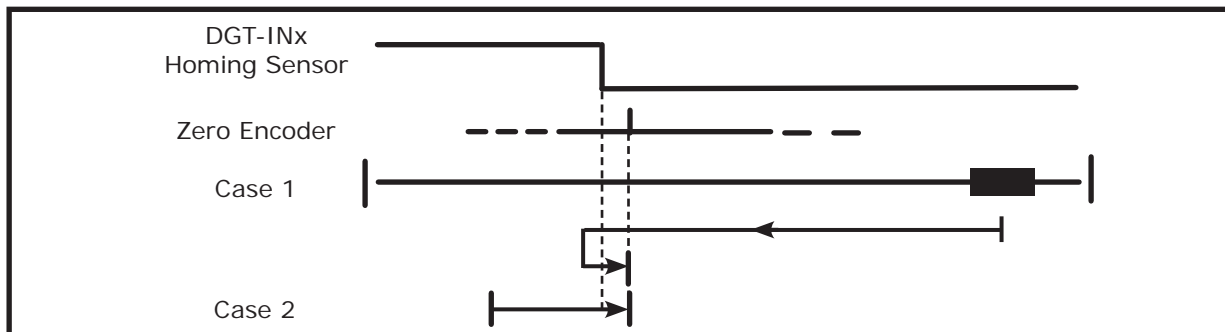 DGT-INx
Homing Sensor
Zero Encoder
Case 1
Case 2